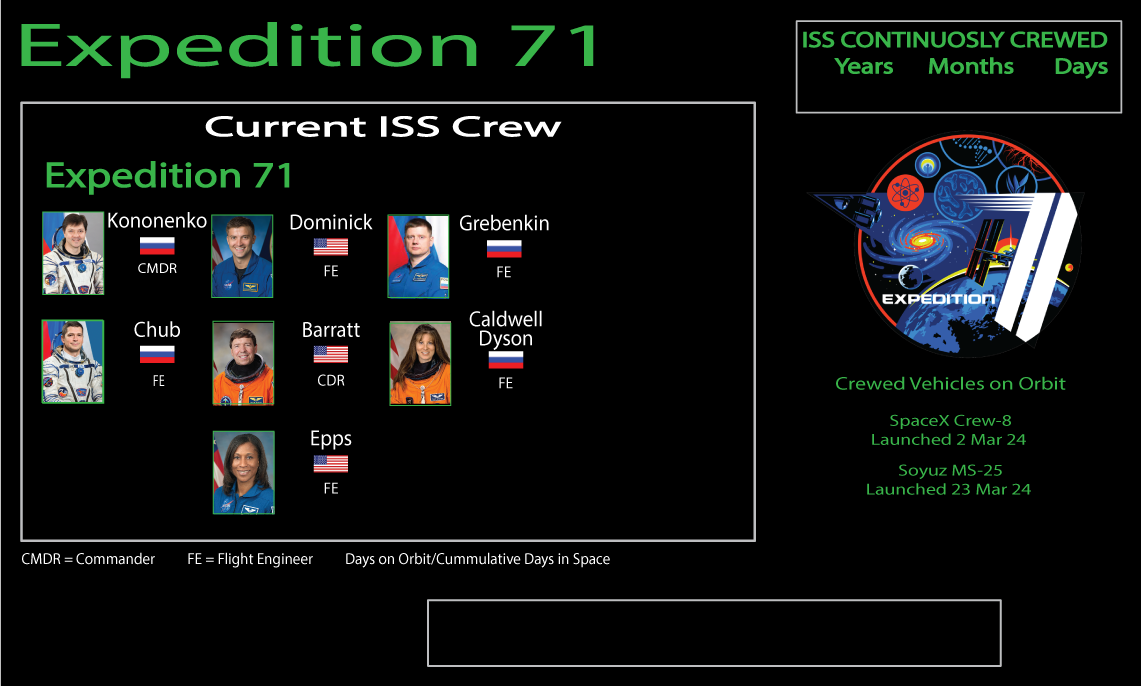 Expedition 71
ISS CONTINUOSLY CREWED
Years Months Days
Current ISS Crew
Expedition 71
Kononenko
CMDR
Dominick
FE
Grebenkin
FE
Chub
FE
Barratt
CDR
Caldwell
Dyson
FE
Epps
FE
EXPEDITION
Crewed Vehicles on Orbit
SpaceX Crew-8
Launched 2 Mar 24
Soyuz MS-25
Launched 23 Mar 24
CMDR = Commander FE = Flight Engineer Days on Orbit/Cummulative Days in Space